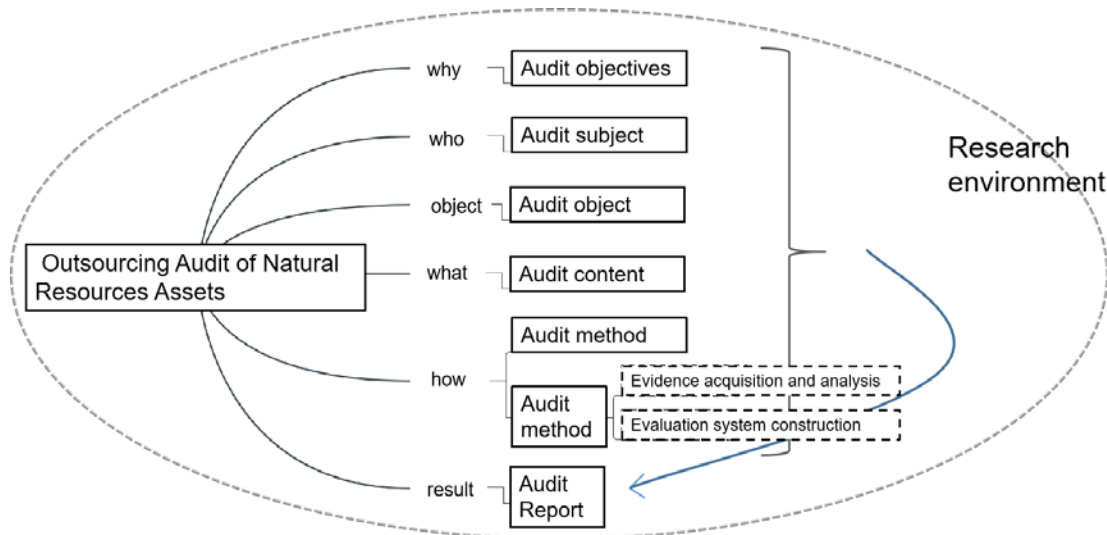 why
Audit objectives
who
Audit subject
Research
environment
object
Audit object
Outsourcing Audit of Natural
Resources Assets
what
Audit content
Audit method
how
Evidence acquisition and analysis
Audit
method
Evaluation system construction
result
Audit
Report